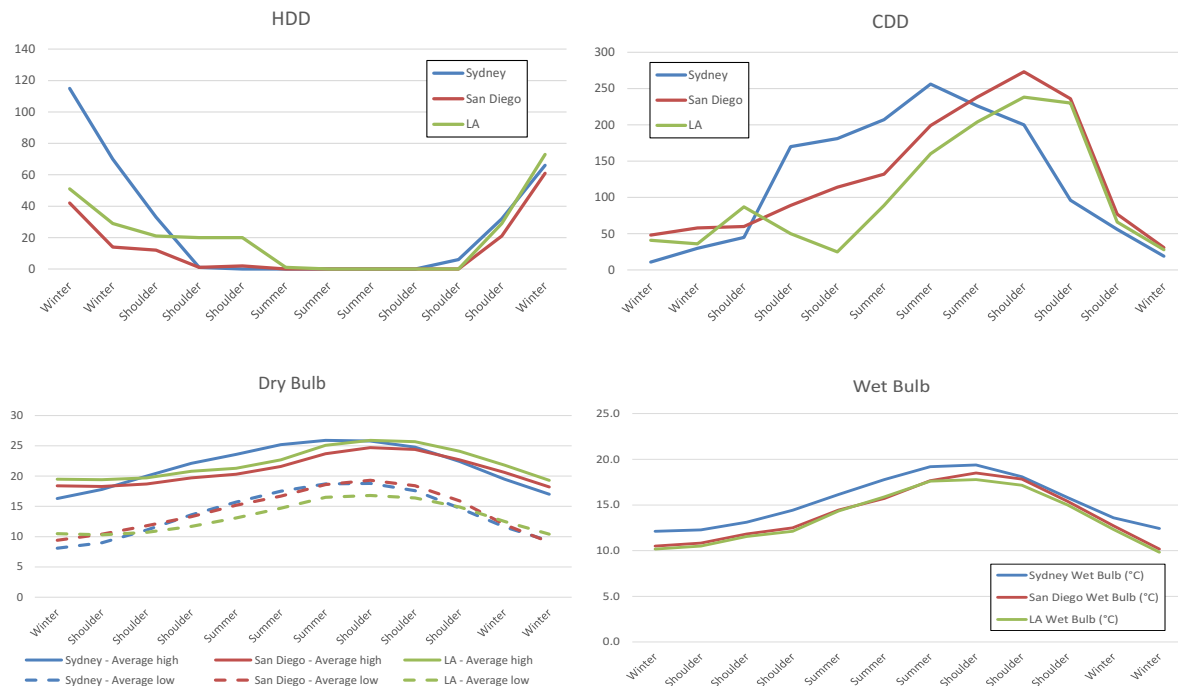 HDD
140
120
100
80
60
40
20
0
Sydney
San Diego
LA
Winter
Winter
Shoulder
Shoulder
Shoulder
Summer
Summer
Summer
Shoulder
Shoulder
Shoulder
Winter
CDD
300
250
200
150
100
50
0
Sydney
San Diego
LA
Winter
Winter
Shoulder
Shoulder
Shoulder
Summer
Summer
Summer
Shoulder
Shoulder
Shoulder
Winter
Dry Bulb
30
25
20
15
10
5
0
Winter
Shoulder
Shoulder
Shoulder
Summer
Summer
Summer
Shoulder
Shoulder
Shoulder
Winter
Winter
Sydney - Average high
San Diego - Average high
LA - Average high
Sydney - Average low
San Diego - Average low
LA - Average low
Wet Bulb
25.0
20.0
15.0
10.0
5.0
0.0
Sydney Wet Bulb (°C)
San Diego Wet Bulb (°C)
LA Wet Bulb (°C)
Winter
Shoulder
Shoulder
Shoulder
Summer
Summer
Summer
Shoulder
Shoulder
Shoulder
Winter
Winter